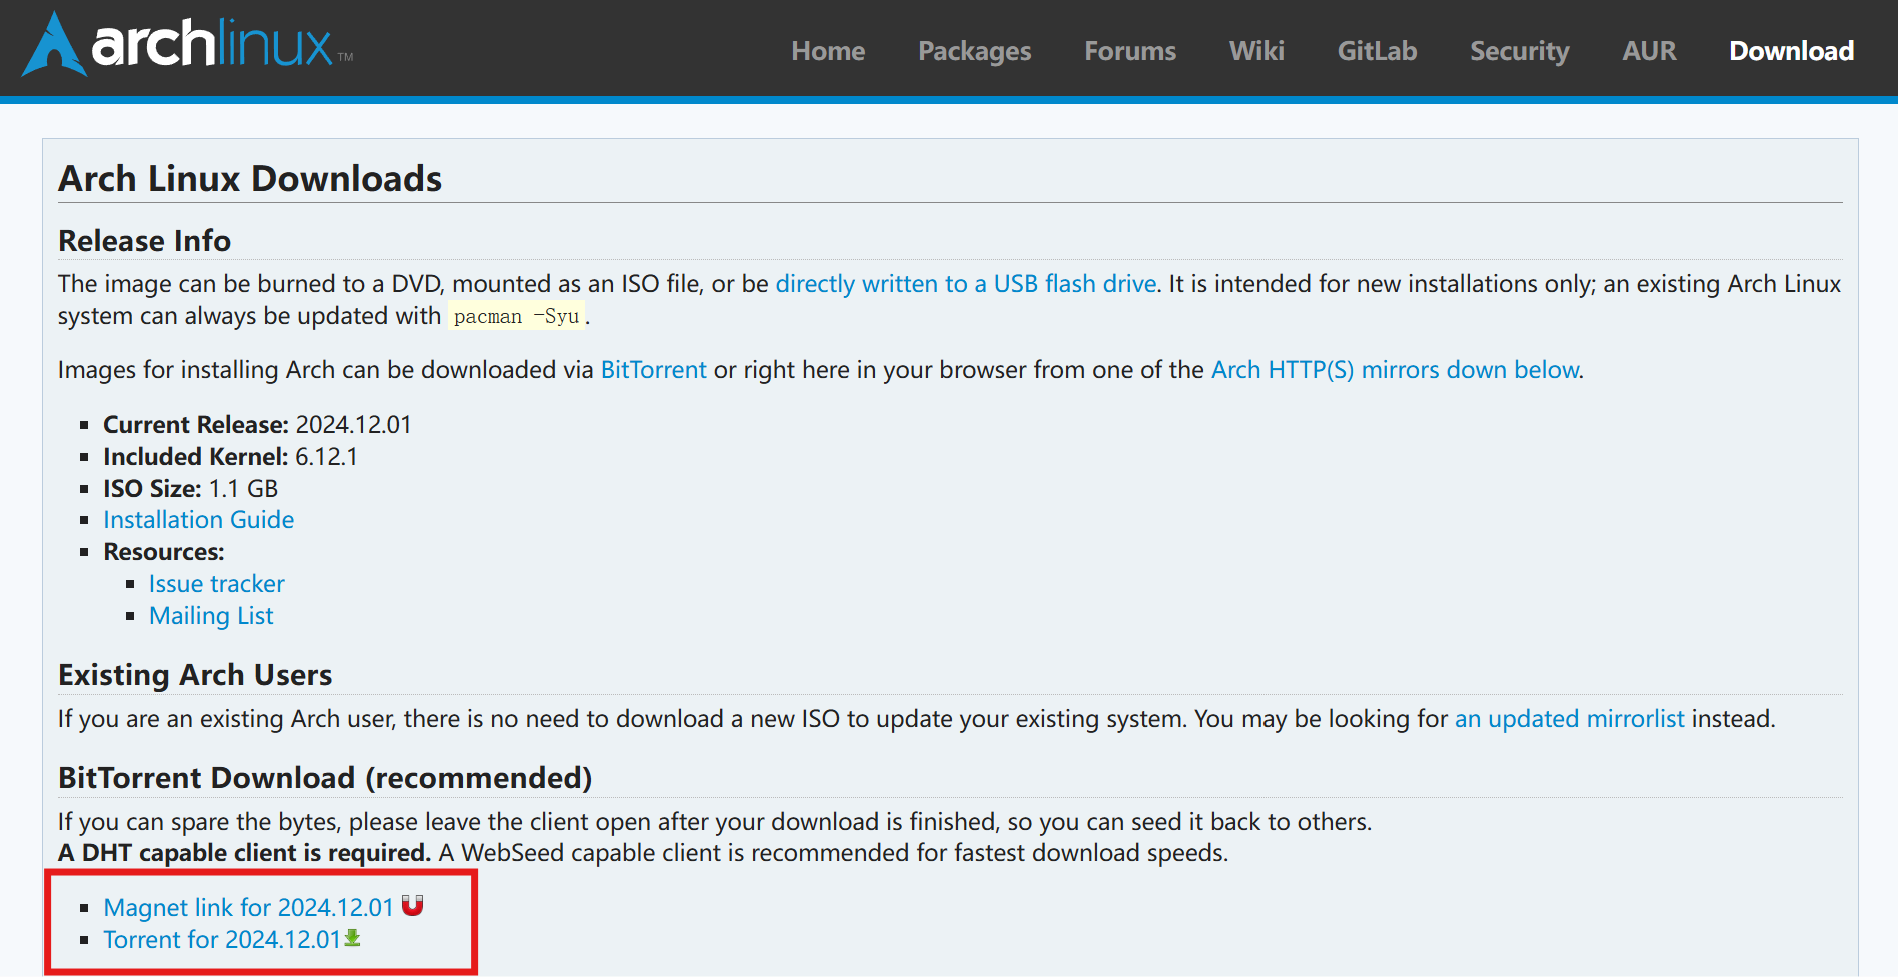 archlinux™
Home Packages Forums Wiki GitLab Security AUR Download
Arch Linux Downloads
Release Info
The image can be burned to a DVD, mounted as an ISO file, or be directly written to a USB flash drive. It is intended for new installations only; an existing Arch Linux
system can always be updated with pacman -Syu.
Images for installing Arch can be downloaded via BitTorrent or right here in your browser from one of the Arch HTTP(S) mirrors down below.
Current Release: 2024.12.01
Included Kernel: 6.12.1
ISO Size: 1.1 GB
Installation Guide
Resources:
Issue tracker
Mailing List
Existing Arch Users
If you are an existing Arch user, there is no need to download a new ISO to update your existing system. You may be looking for an updated mirrorlist instead.
BitTorrent Download (recommended)
If you can spare the bytes, please leave the client open after your download is finished, so you can seed it back to others.
A DHT capable client is required. A WebSeed capable client is recommended for fastest download speeds.
Magnet link for 2024.12.01
Torrent for 2024.12.01